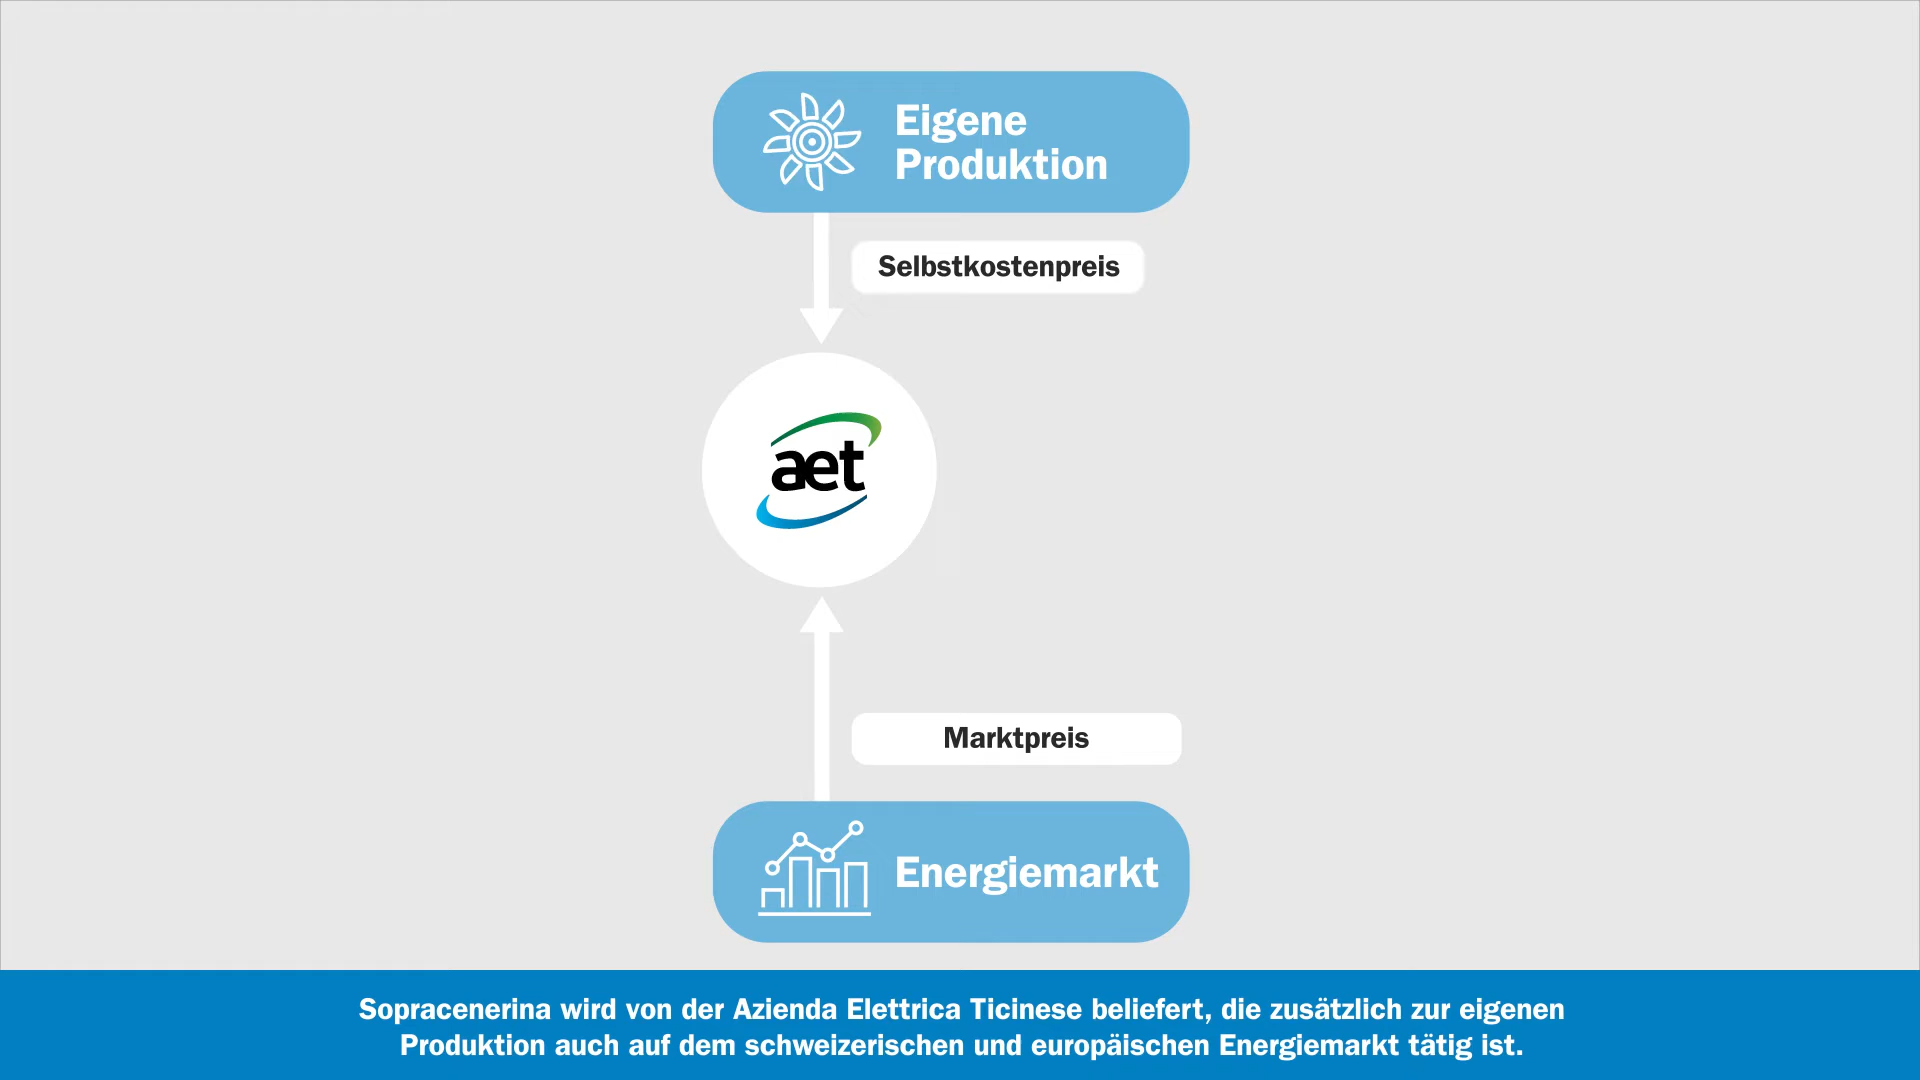 Eigene
Produktion
Selbstkostenpreis
aet
Marktpreis
Energiemarkt
Sopracenerina wird von der Azienda Elettrica Ticinese beliefert, die zusätzlich zur eigenen
Produktion auch auf dem schweizerischen und europäischen Energiemarkt tätig ist.